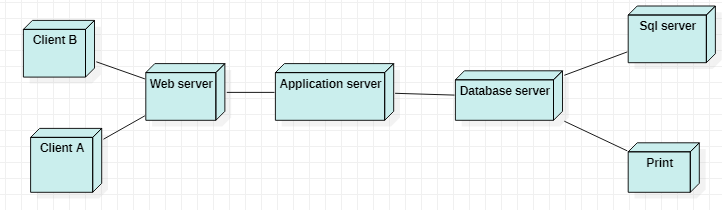 Client B
Client A
Web server
Application server
Database server
Sql server
Print